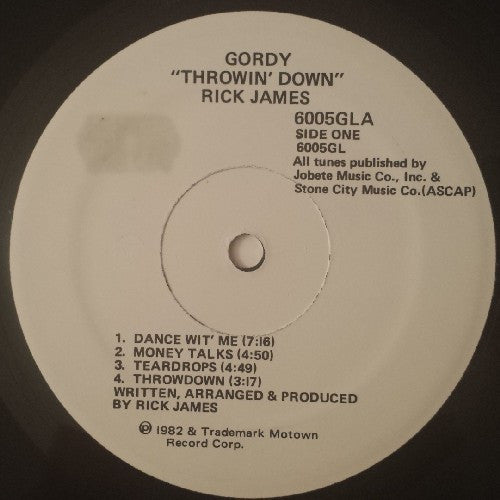 GORDY
"THROWIN' DOWN"
RICK JAMES
6005GLA
SIDE ONE
6005GL
All tunes published by
Jobete Music Co., Inc. &
Stone City Music Co.(ASCAP)
1. DANCE WIT' ME (7:16)
2. MONEY TALKS (4:50)
3. TEARDROPS (4:49)
4. THROWDOWN (3:17)
WRITTEN, ARRANGED & PRODUCED
BY RICK JAMES
℗ 1982 & Trademark Motown
Record Corp.